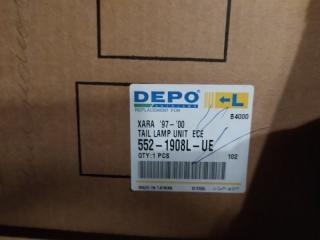 DEPO
REPLACEMENT FOR
L
B4000
XARA '97-'00
TAIL LAMP UNIT ECE
552-1908L-UE
QTY:1 PCS 102
MADE IN TAIWAN